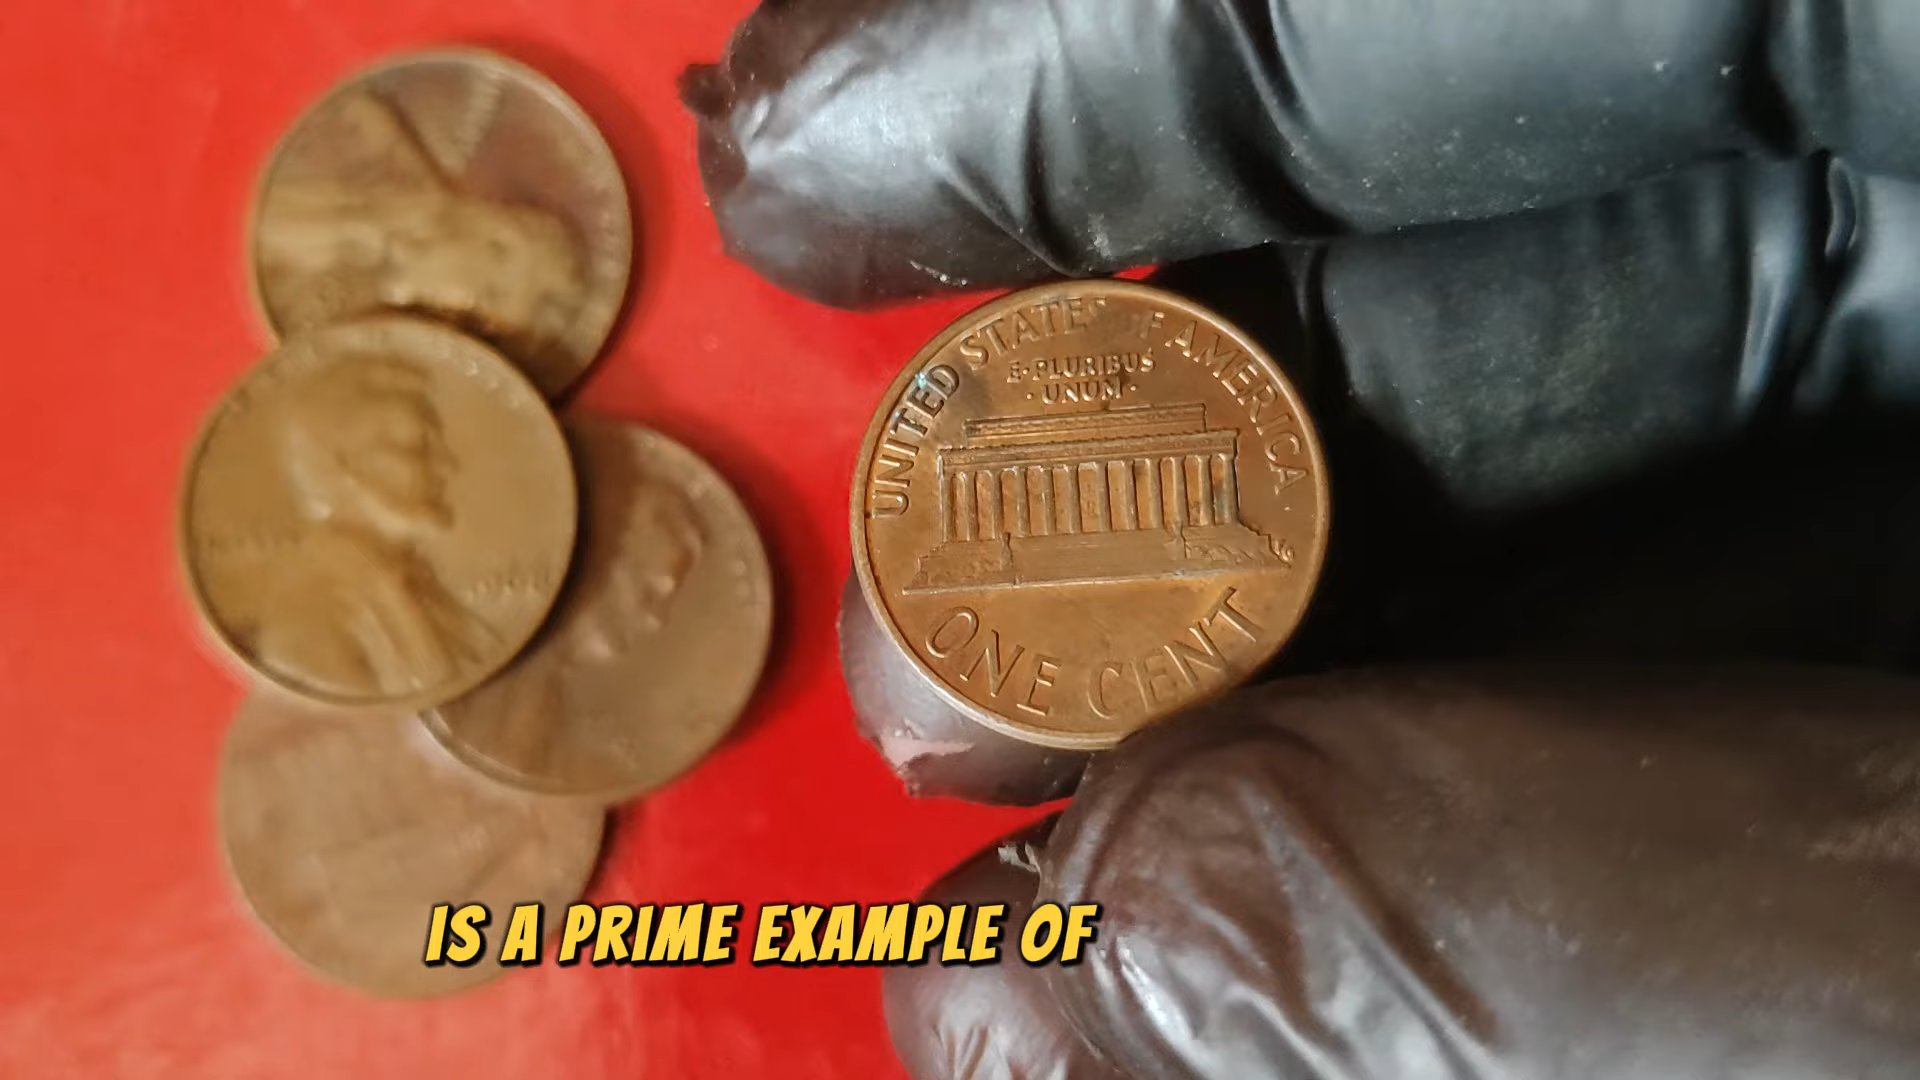 UNITED STATES OF AMERICA
E·PLURIBUS
·UNUM·
ONE CENT
IS A PRIME EXAMPLE OF